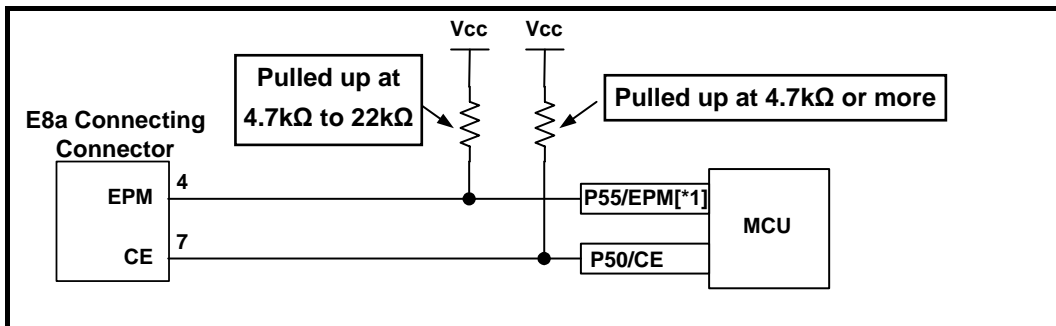 Vcc
Vcc
Pulled up at
4.7kΩ to 22kΩ
Pulled up at 4.7kΩ or more
E8a Connecting
Connector
EPM
4
P55/EPM[*1]
MCU
CE
7
P50/CE